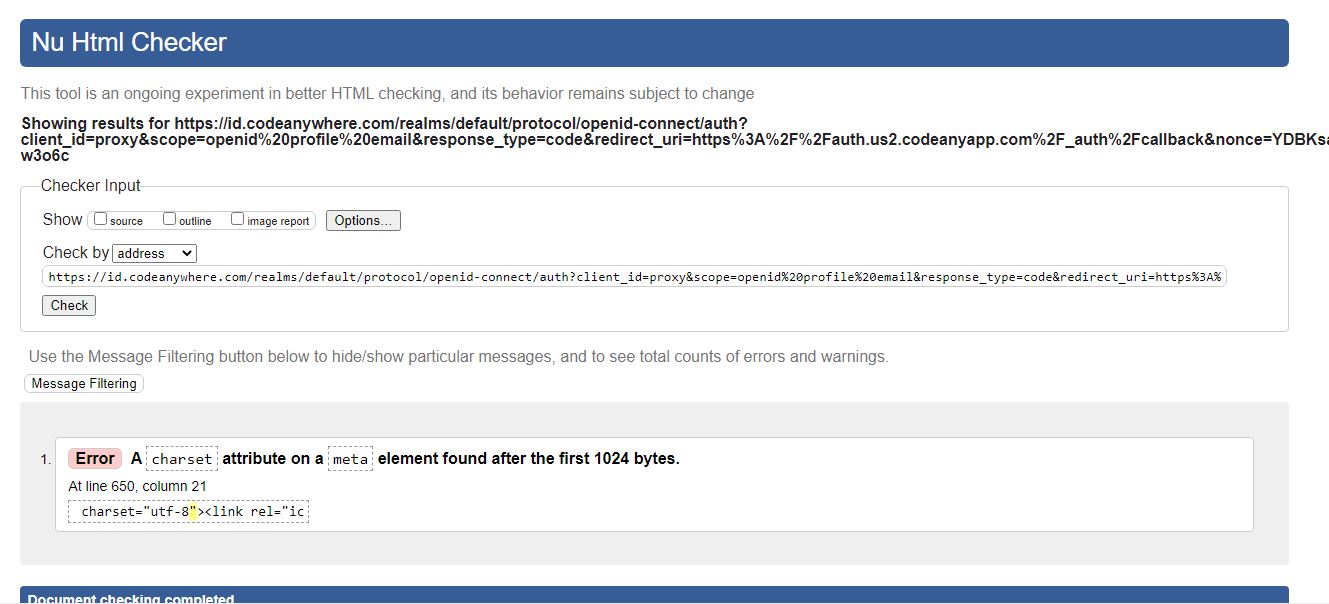 Nu Html Checker
This tool is an ongoing experiment in better HTML checking, and its behavior remains subject to change
Showing results for https://id.codeanywhere.com/realms/default/protocol/openid-connect/auth?
client_id=proxy&scope=openid%20profile%20email&response_type=code&redirect_uri=https%3A%2F%2Fauth.us2.codeanyapp.com%2F_auth%2Fcallback&nonce=YDBKsa
w3o6c
Checker Input
Show source outline image report Options...
Check by address
https://id.codeanywhere.com/realms/default/protocol/openid-connect/auth?client_id=proxy&scope=openid%20profile%20email&response_type=code&redirect_uri=https%3A%
Check
Use the Message Filtering button below to hide/show particular messages, and to see total counts of errors and warnings.
Message Filtering
1. Error A charset attribute on a meta element found after the first 1024 bytes.
At line 650, column 21
charset="utf-8"><link rel="ic
Document checking completed